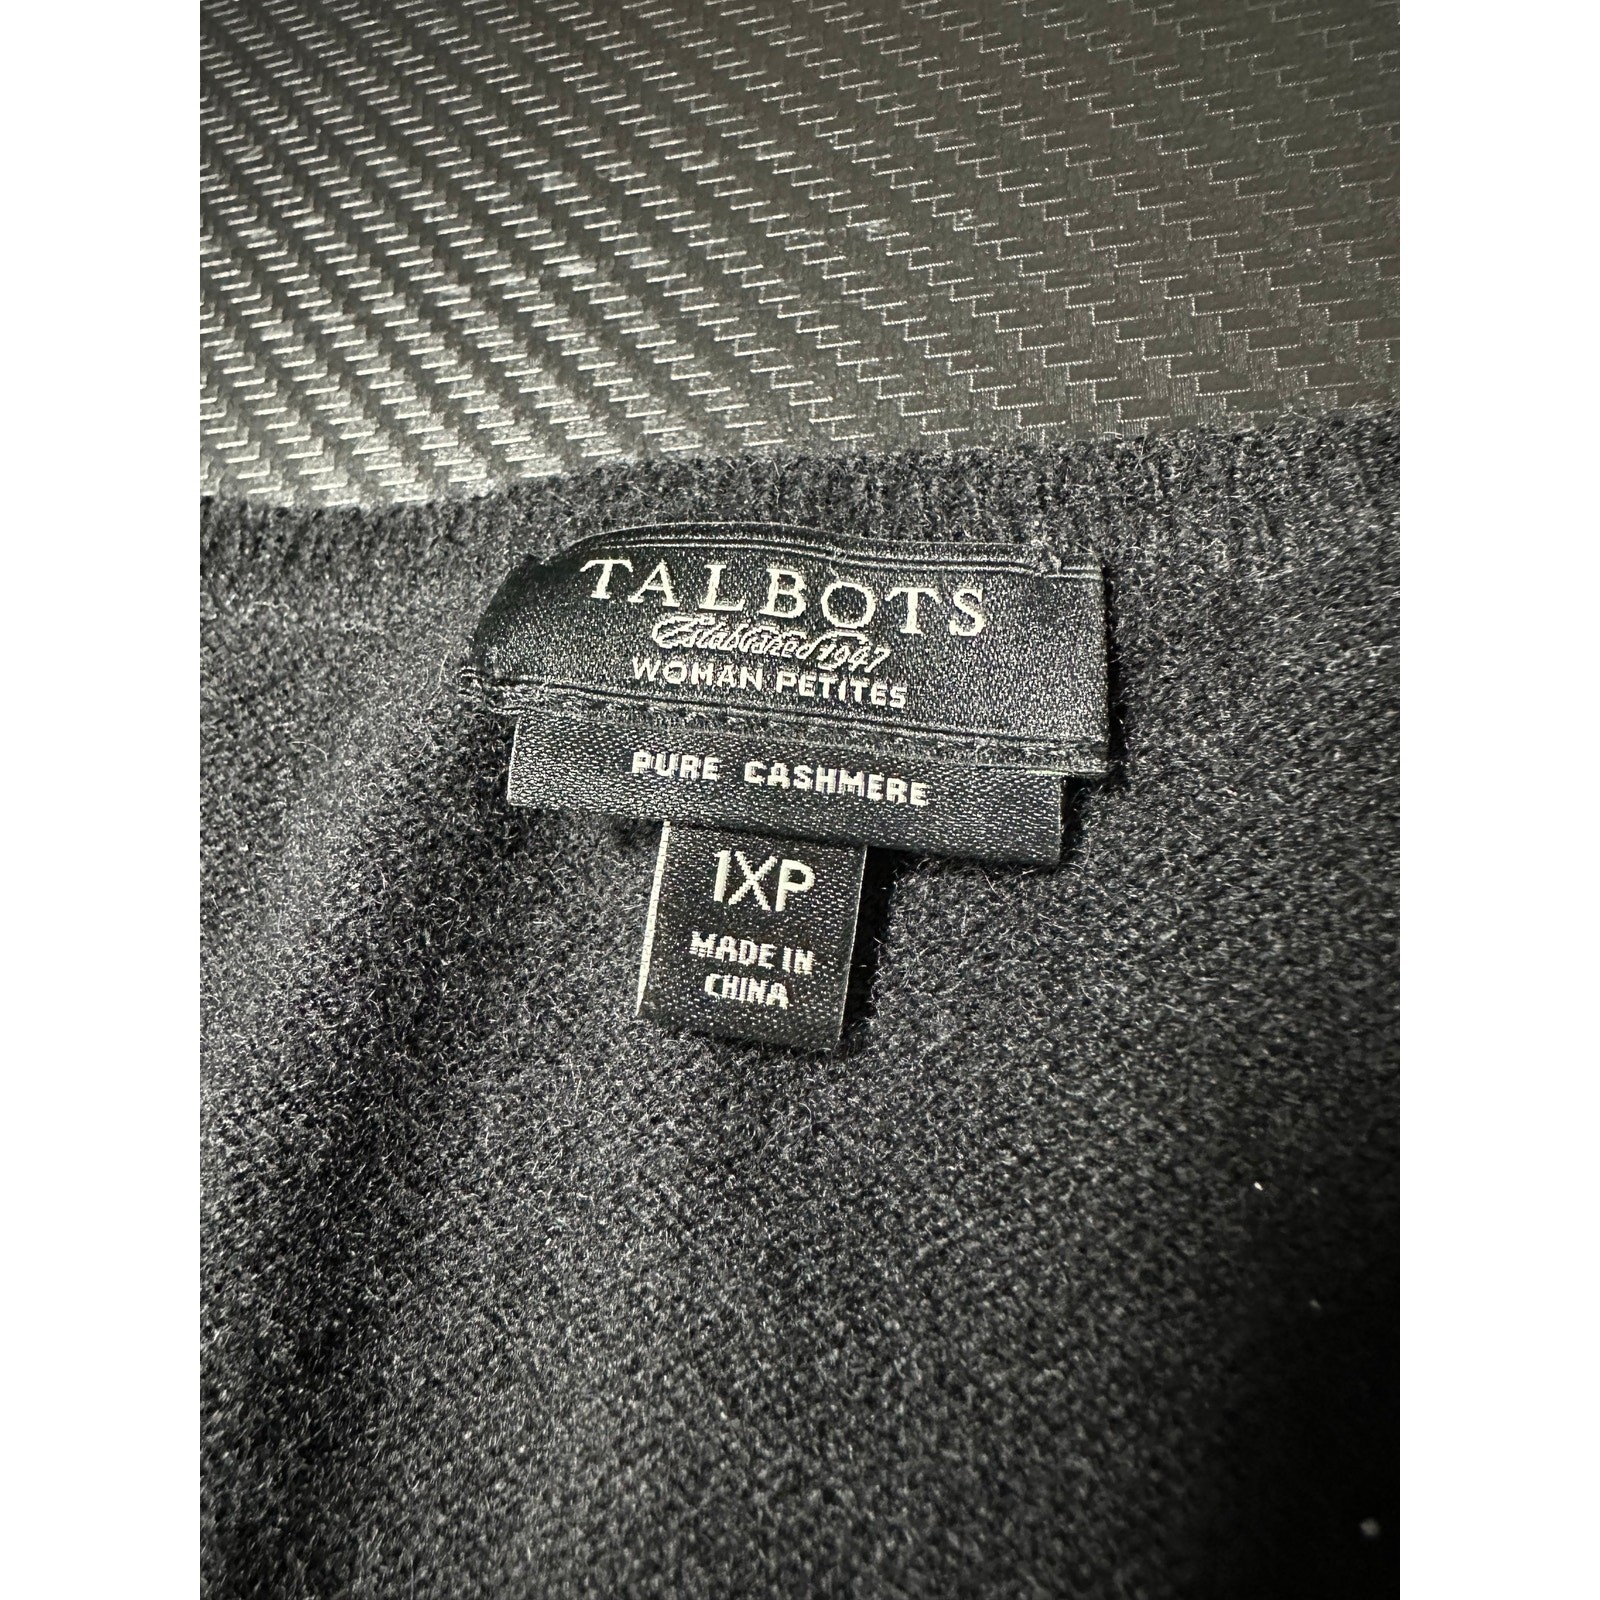 TALBOTS
Established 1947
WOMAN PETITES
PURE CASHMERE
1XP
MADE IN
CHINA